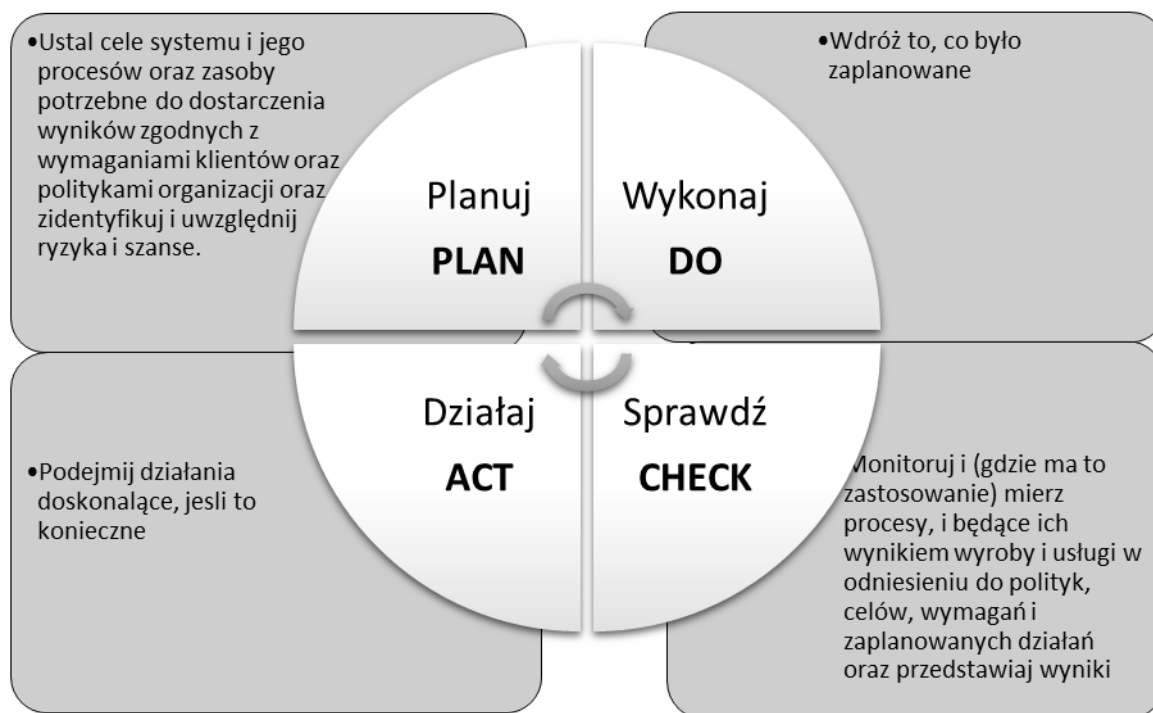 •Ustal cele systemu i jego
procesów oraz zasoby
potrzebne do dostarczenia
wyników zgodnych z
wymaganiami klientów oraz
politykami organizacji oraz
zidentyfikuj i uwzględnij
ryzyka i szanse.
Planuj
PLAN
Wykonaj
DO
•Wdróż to, co było
zaplanowane
•Podejmij działania
doskonalące, jesli to
konieczne
Działaj
ACT
Sprawdź
CHECK
Monitoruj i (gdzie ma to
zastosowanie) mierz
procesy, i będące ich
wynikiem wyroby i usługi w
odniesieniu do polityk,
celów, wymagań i
zaplanowanych działań
oraz przedstawiaj wyniki